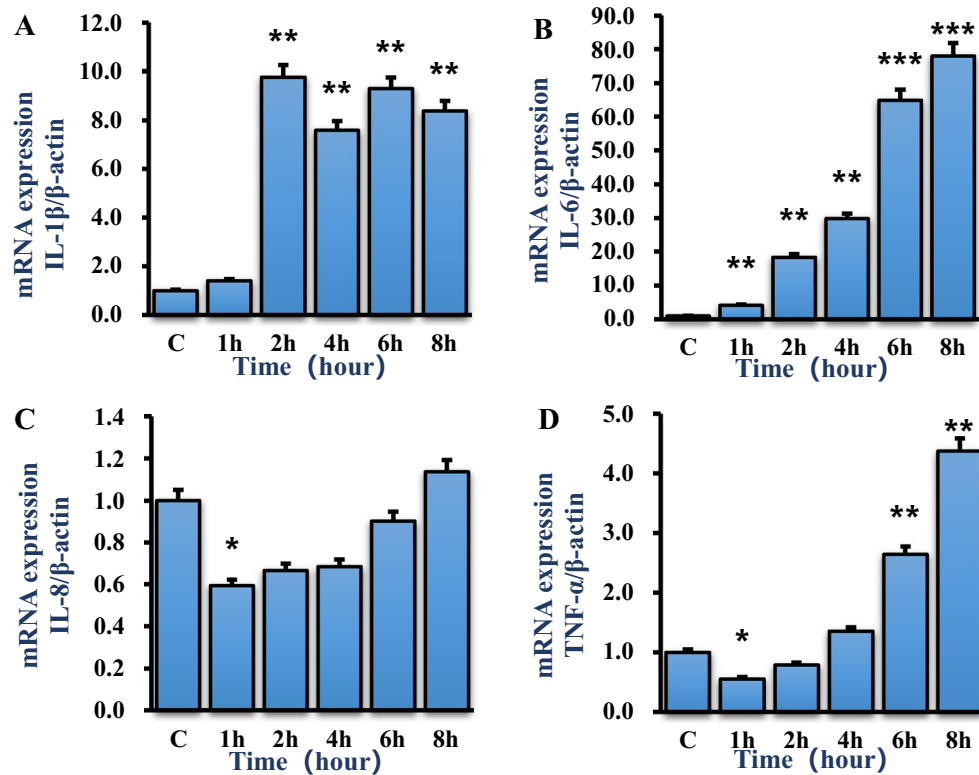 A
mRNA expression
IL-1β/β-actin
12.0
10.0
8.0
6.0
4.0
2.0
0.0
**
**
**
**
C 1h 2h 4h 6h 8h
Time (hour)
B
mRNA expression
IL-6/β-actin
90.0
80.0
70.0
60.0
50.0
40.0
30.0
20.0
10.0
0.0
**
**
**
***
***
C 1h 2h 4h 6h 8h
Time (hour)
C
mRNA expression
IL-8/β-actin
1.4
1.2
1.0
0.8
0.6
0.4
0.2
0.0
*
C 1h 2h 4h 6h 8h
Time (hour)
D
mRNA expression
TNF-α/β-actin
5.0
4.0
3.0
2.0
1.0
0.0
*
**
**
C 1h 2h 4h 6h 8h
Time (hour)